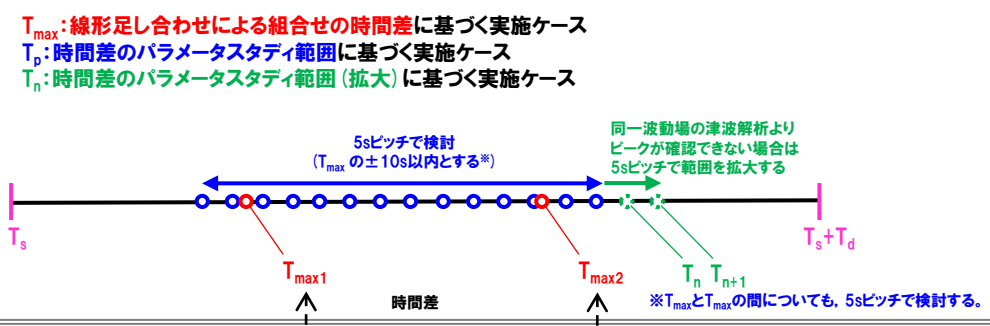 Tmax：線形足し合わせによる組合せの時間差に基づく実施ケース
Tp：時間差のパラメータスタディ範囲に基づく実施ケース
Tn：時間差のパラメータスタディ範囲（拡大）に基づく実施ケース
同一波動場の津波解析より
ピークが確認できない場合は
5sピッチで範囲を拡大する
5sピッチで検討
（Tmax の±10s以内とする※）
Ts
Ts+Td
Tmax1
Tmax2
Tn
Tn+1
※TmaxとTmaxの間についても，5sピッチで検討する。
時間差